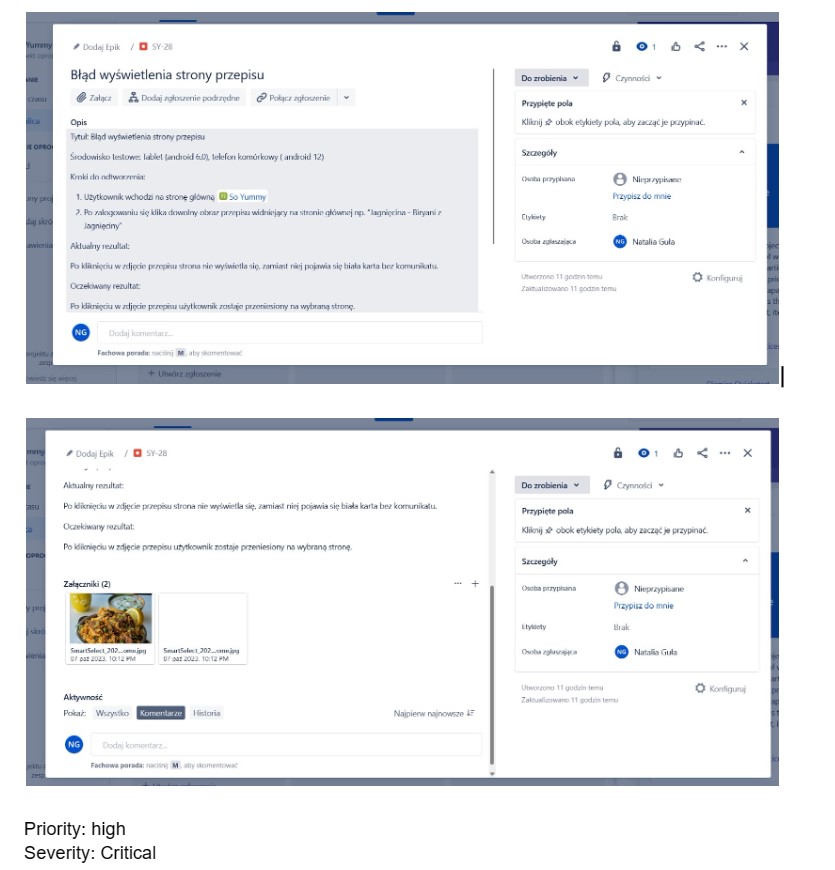 Dodaj Epik / SY-28
1
Błąd wyświetlenia strony przepisu
Załącz Dodaj zgłoszenie podrzędne Połącz zgłoszenie
Opis
Tytuł: Błąd wyświetlenia strony przepisu
Środowisko testowe: tablet (android 6.0), telefon komórkowy ( android 12)
Kroki do odtworzenia:
1. Użytkownik wchodzi na stronę główną So Yummy
2. Po zalogowaniu się klika dowolny obraz przepisu widniejący na stronie głównej np. "Jagnięcina - Biryani z
Jagnięciny"
Aktualny rezultat:
Po kliknięciu w zdjęcie przepisu strona nie wyświetla się, zamiast niej pojawia się biała karta bez komunikatu.
Oczekiwany rezultat:
Po kliknięciu w zdjęcie przepisu użytkownik zostaje przeniesiony na wybraną stronę.
NG Dodaj komentarz...
Fachowa porada: naciśnij M, aby skomentować
Do zrobienia Czynności
Przypięte pola
Kliknij obok etykiety pola, aby zacząć je przypinać.
Szczegóły
Osoba przypisana Nieprzypisane
Przypisz do mnie
Etykiety Brak
Osoba zgłaszająca NG Natalia Guła
Utworzono 11 godzin temu Konfiguruj
Zaktualizowano 11 godzin temu
+ Utwórz zgłoszenie
Dodaj Epik / SY-28
1
Aktualny rezultat:
Po kliknięciu w zdjęcie przepisu strona nie wyświetla się, zamiast niej pojawia się biała karta bez komunikatu.
Oczekiwany rezultat:
Po kliknięciu w zdjęcie przepisu użytkownik zostaje przeniesiony na wybraną stronę.
Załączniki (2)
SmartSelect_202...ome.jpg
07 paź 2023, 10:12 PM
SmartSelect_202...ome.jpg
07 paź 2023, 10:12 PM
Aktywność
Pokaż: Wszystko Komentarze Historia Najpierw najnowsze
NG Dodaj komentarz...
Fachowa porada: naciśnij M, aby skomentować
Do zrobienia Czynności
Przypięte pola
Kliknij obok etykiety pola, aby zacząć je przypinać.
Szczegóły
Osoba przypisana Nieprzypisane
Przypisz do mnie
Etykiety Brak
Osoba zgłaszająca NG Natalia Guła
Utworzono 11 godzin temu Konfiguruj
Zaktualizowano 11 godzin temu
Priority: high
Severity: Critical